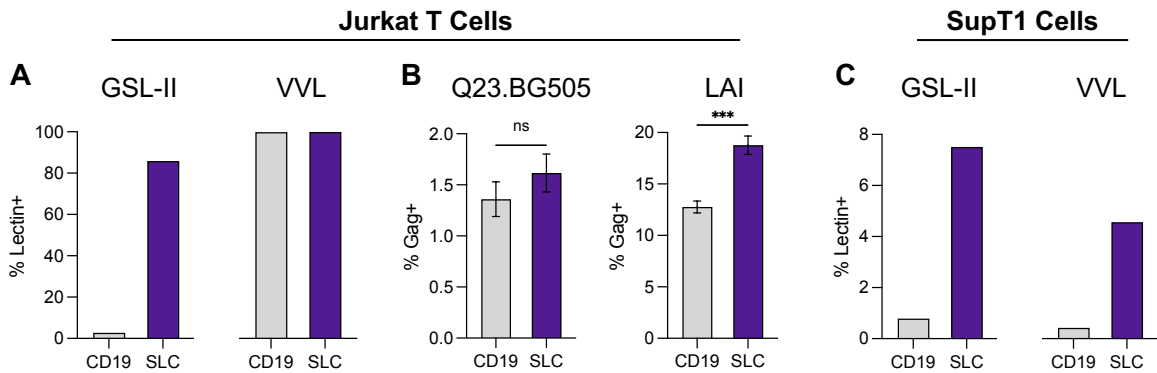 Jurkat T Cells
SupT1 Cells
A
GSL-II
VVL
% Lectin+
100
80
60
40
20
0
CD19 SLC
CD19 SLC
B
Q23.BG505
% Gag+
2.0
1.5
1.0
0.5
0.0
ns
CD19 SLC
LAI
% Gag+
20
15
10
5
0
***
CD19 SLC
C
GSL-II
VVL
% Lectin+
8
6
4
2
0
CD19 SLC
CD19 SLC